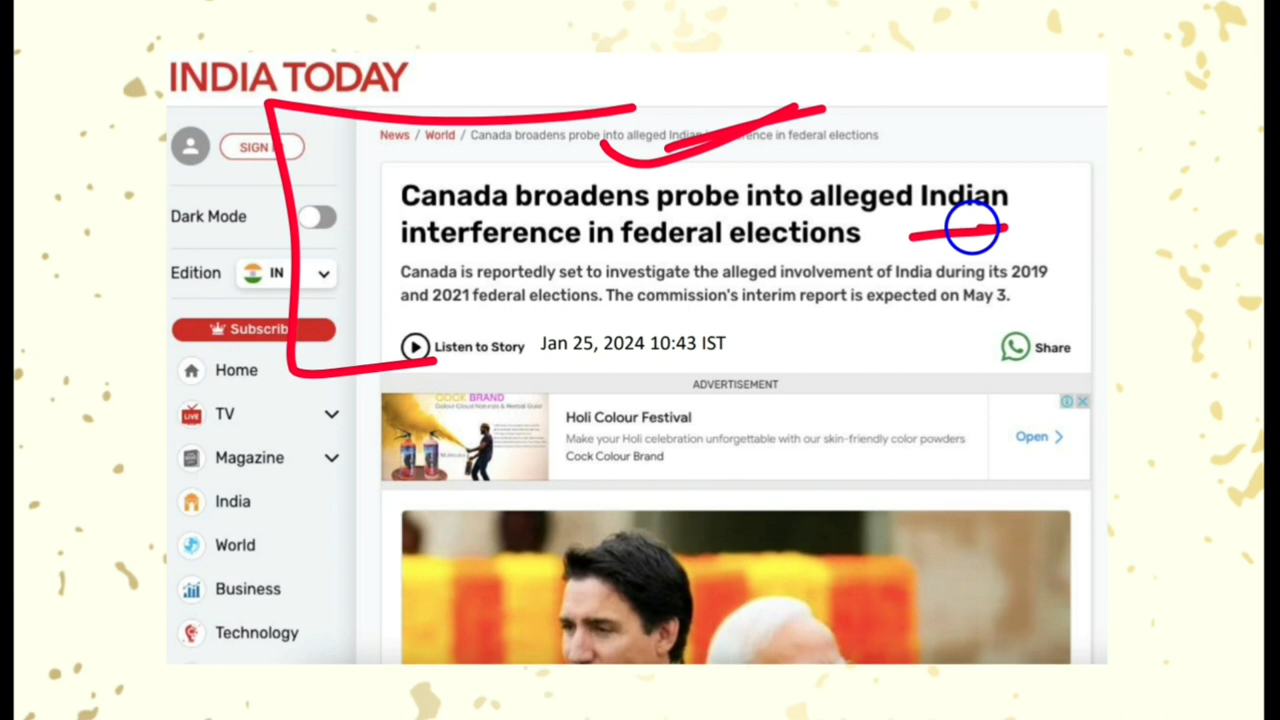 INDIA TODAY
News / World / Canada broadens probe into alleged Indian interference in federal elections
SIGN
Dark Mode
Edition IN
Subscrib
Home
TV
LIVE
Magazine
India
World
Business
Technology
Canada broadens probe into alleged Indian
interference in federal elections
Canada is reportedly set to investigate the alleged involvement of India during its 2019
and 2021 federal elections. The commission's interim report is expected on May 3.
Listen to Story Jan 25, 2024 10:43 IST
Share
ADVERTISEMENT
COCK BRAND
Holi Colour Festival
Make your Holi celebration unforgettable with our skin-friendly color powders
Cock Colour Brand
Open